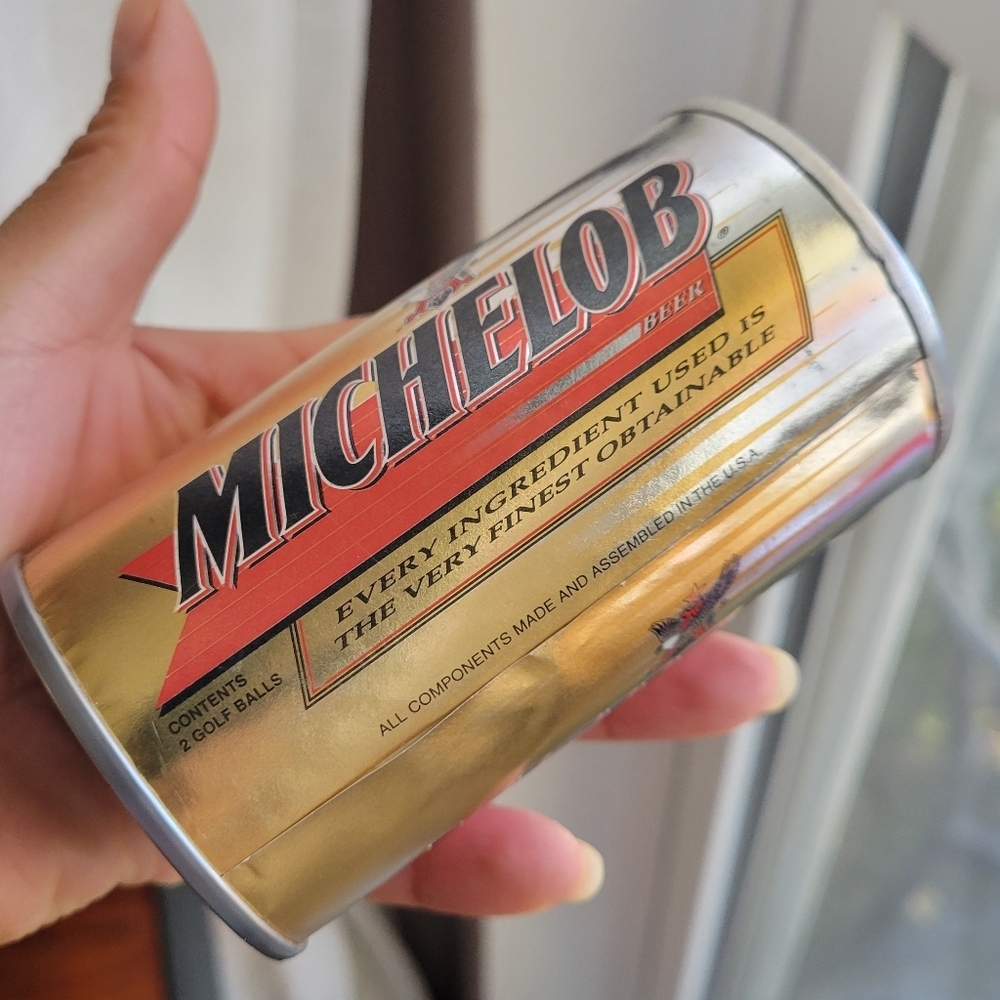 MICHELOB
®
BEER
EVERY INGREDIENT USED IS
THE VERY FINEST OBTAINABLE
CONTENTS
2 GOLF BALLS
ALL COMPONENTS MADE AND ASSEMBLED IN THE U.S.A.